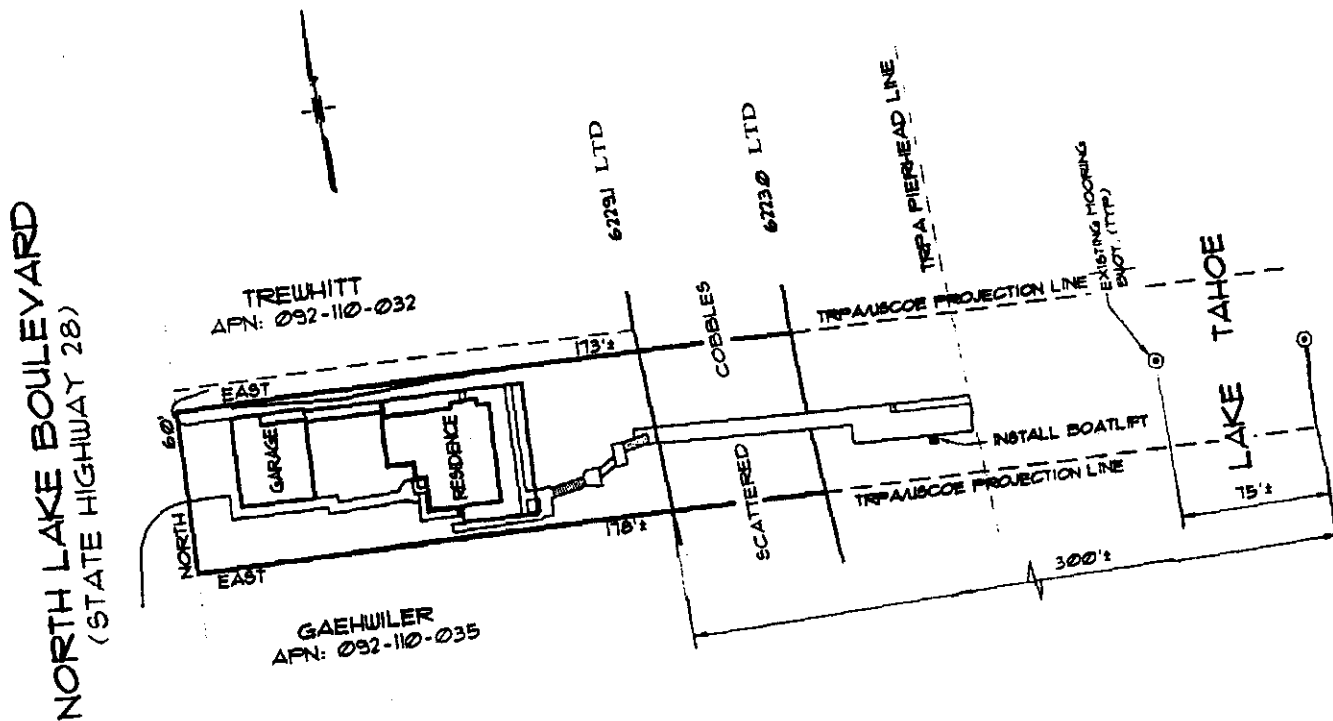 NORTH LAKE BOULEVARD
(STATE HIGHWAY 28)
TREWHITT
APN: 092-110-032
6229.1 LTD
6223.0 LTD
TRPA PIERHEAD LINE
EXISTING MOORING
BUOY. (TYP)
LAKE TAHOE
TRPA/USCOE PROJECTION LINE
COBBLES
173'±
EAST
60'
NORTH
GARAGE
RESIDENCE
INSTALL BOATLIFT
TRPA/USCOE PROJECTION LINE
SCATTERED
178'±
EAST
75'±
300'±
GAEHWILER
APN: 092-110-035